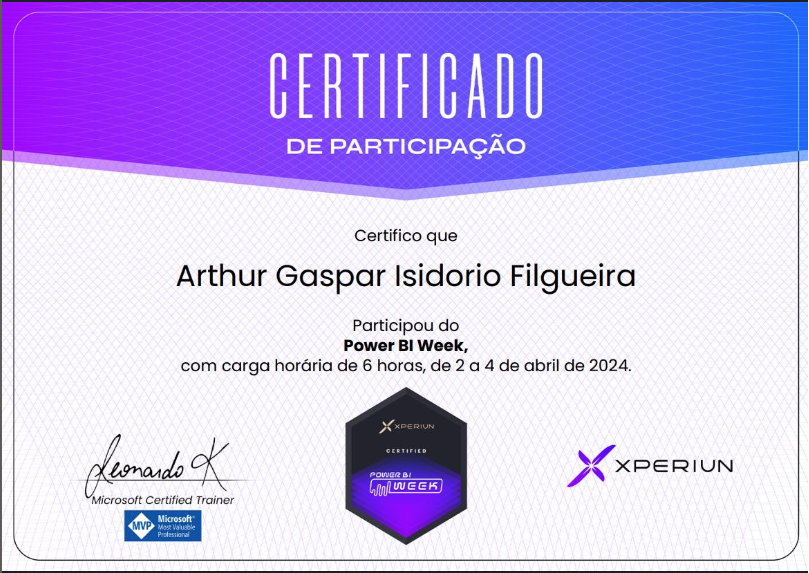 CERTIFICADO
DE PARTICIPAÇÃO
Certifico que
Arthur Gaspar Isidorio Filgueira
Participou do
Power BI Week,
com carga horária de 6 horas, de 2 a 4 de abril de 2024.
Leonardo K
Microsoft Certified Trainer
MVP
Microsoft®
Most Valuable
Professional
XPERIUN
CERTIFIED
POWER BI
WEEK
XPERIUN